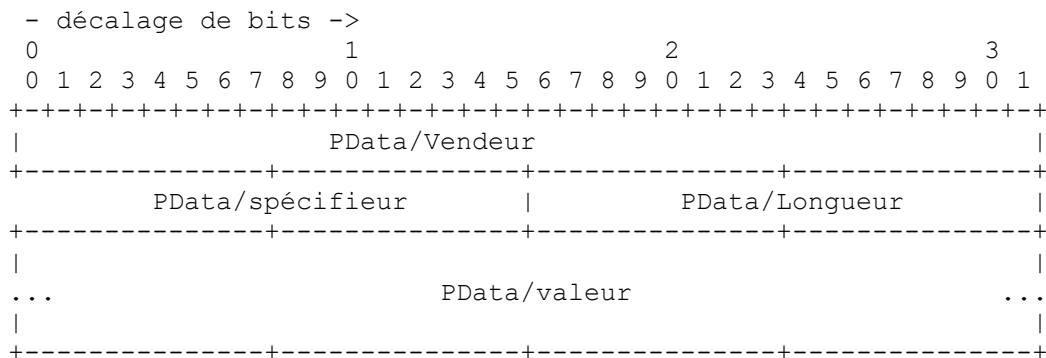 - décalage de bits ->
0                   1                   2                   3
0 1 2 3 4 5 6 7 8 9 0 1 2 3 4 5 6 7 8 9 0 1 2 3 4 5 6 7 8 9 0 1
+-+-+-+-+-+-+-+-+-+-+-+-+-+-+-+-+-+-+-+-+-+-+-+-+-+-+-+-+-+-+-+-+
|                   PData/Vendeur                               |
+---------------+---------------+---------------+---------------+
PData/spécifieur       |         PData/Longueur        |
+---------------+---------------+---------------+---------------+
|                                                               |
...                        PData/valeur                       ...
|                                                               |
+---------------+---------------+---------------+---------------+